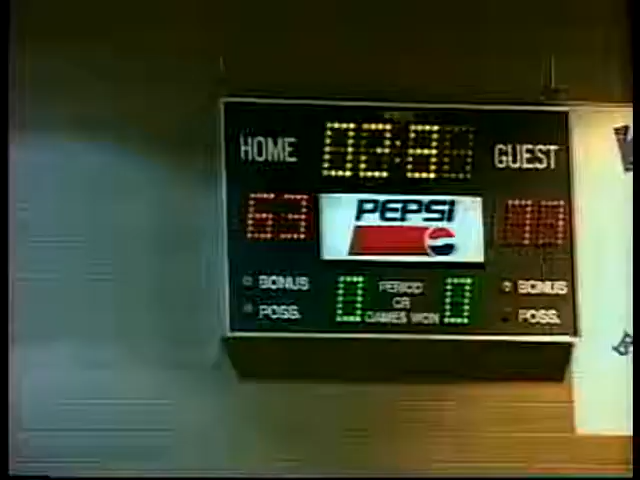 HOME GUEST
63
PEPSI
BONUS PERIOD BONUS
POSS. OR POSS.
GAMES WON
0 0